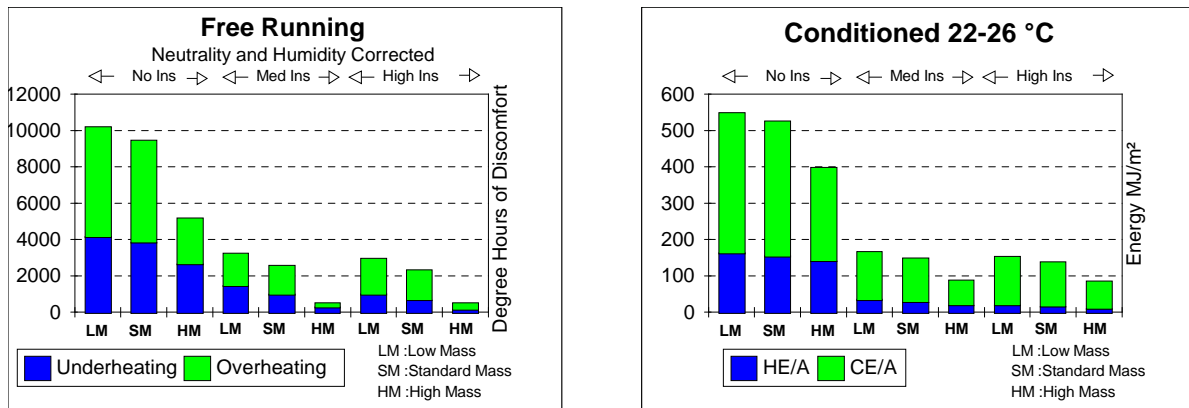 Free Running
Neutrality and Humidity Corrected
No Ins
Med Ins
High Ins
12000
10000
8000
6000
4000
2000
0
Degree Hours of Discomfort
LM SM HM LM SM HM LM SM HM
Underheating Overheating
LM :Low Mass
SM :Standard Mass
HM :High Mass
Conditioned 22-26 °C
No Ins
Med Ins
High Ins
600
500
400
300
200
100
0
Energy MJ/m²
LM SM HM LM SM HM LM SM HM
HE/A CE/A
LM :Low Mass
SM :Standard Mass
HM :High Mass